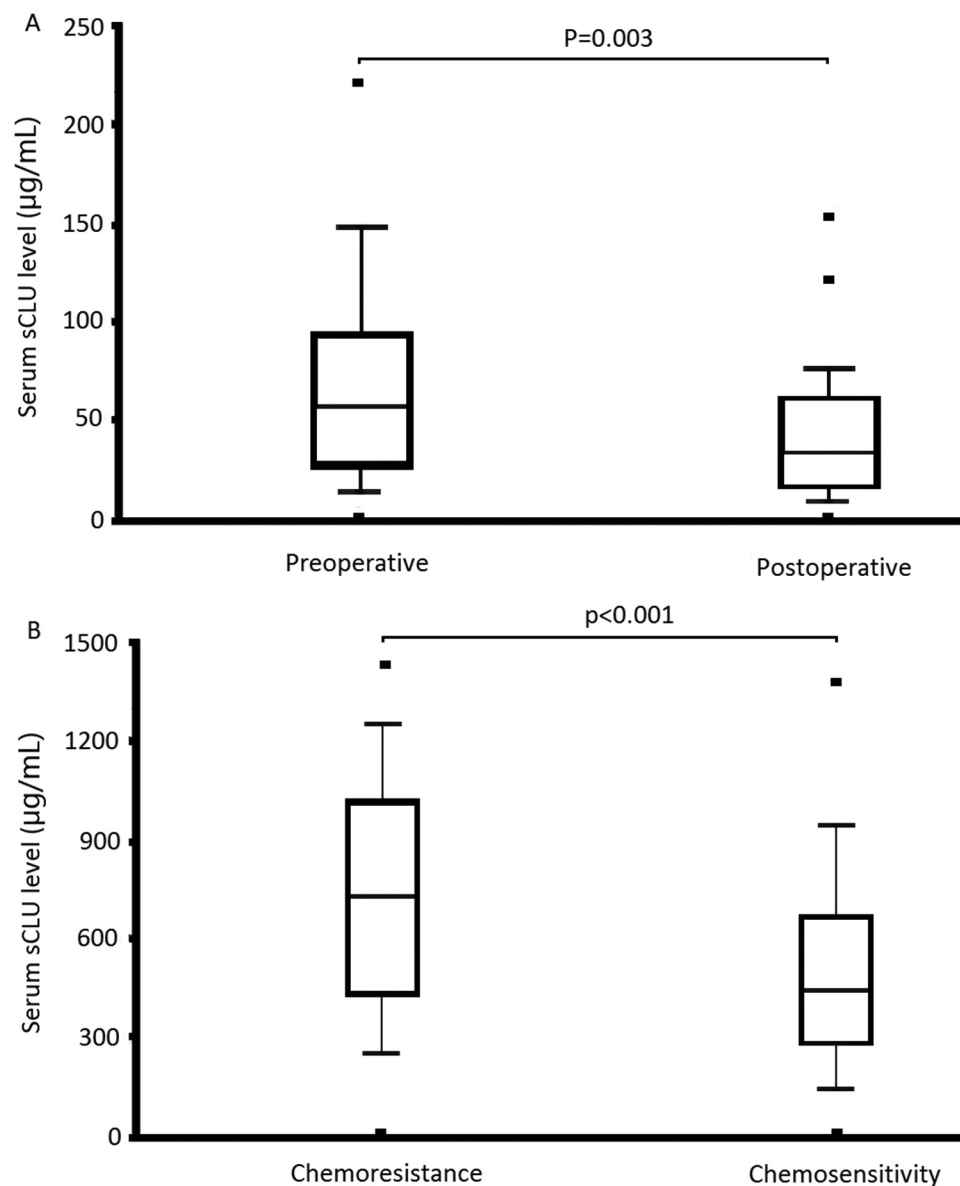 A
P=0.003
250
200
150
100
50
0
Serum sCLU level (µg/mL)
Preoperative
Postoperative
B
p<0.001
1500
1200
900
600
300
0
Serum sCLU level (µg/mL)
Chemoresistance
Chemosensitivity